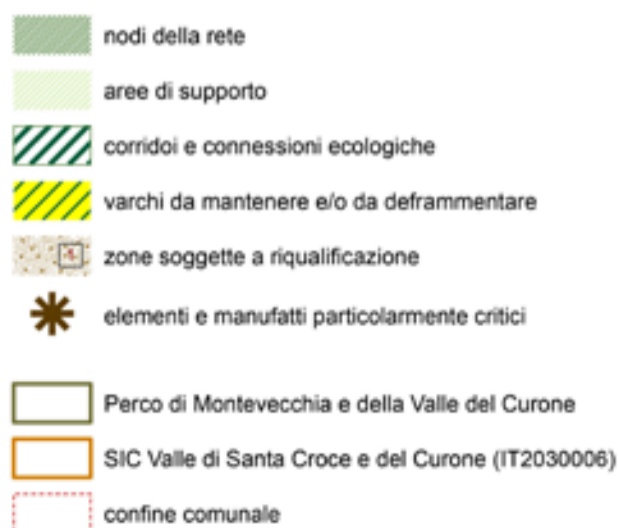 nodi della rete
aree di supporto
corridoi e connessioni ecologiche
varchi da mantenere e/o da deframmentare
zone soggette a riqualificazione
elementi e manufatti particolarmente critici
Perco di Montevecchia e della Valle del Curone
SIC Valle di Santa Croce e del Curone (IT2030006)
confine comunale